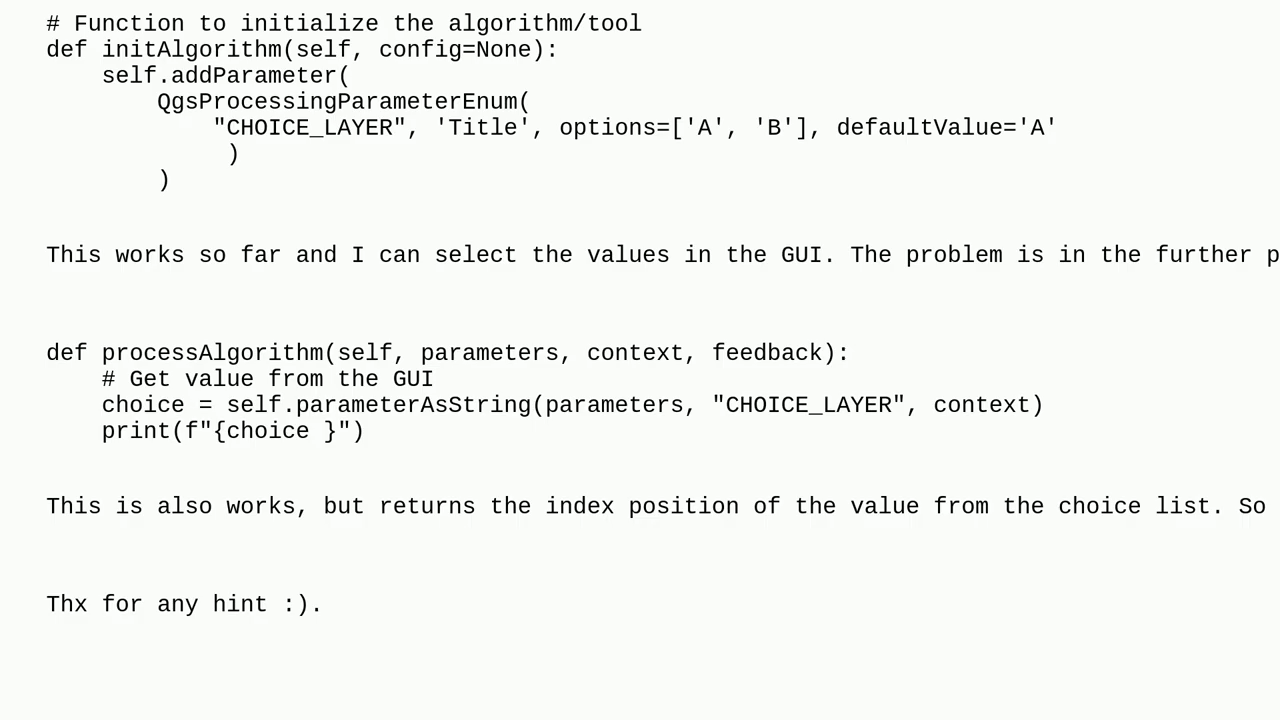 # Function to initialize the algorithm/tool
def initAlgorithm(self, config=None):
    self.addParameter(
        QgsProcessingParameterEnum(
            "CHOICE_LAYER", 'Title', options=['A', 'B'], defaultValue='A'
             )
        )
This works so far and I can select the values in the GUI. The problem is in the further
def processAlgorithm(self, parameters, context, feedback):
    # Get value from the GUI
    choice = self.parameterAsString(parameters, "CHOICE_LAYER", context)
    print(f"{choice }")
This is also works, but returns the index position of the value from the choice list. So
Thx for any hint :).